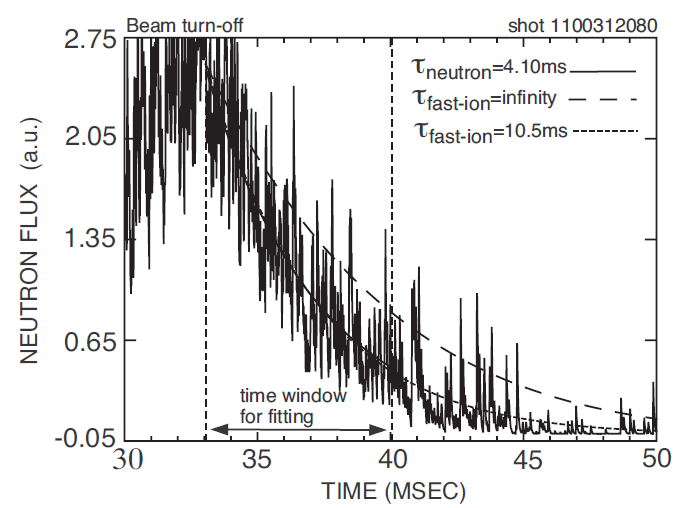 Beam turn-off
shot 1100312080
2.75
2.05
1.35
0.65
-0.05
NEUTRON FLUX (a.u.)
τneutron=4.10ms
τfast-ion=infinity
τfast-ion=10.5ms
time window
for fitting
30
35
40
45
50
TIME (MSEC)